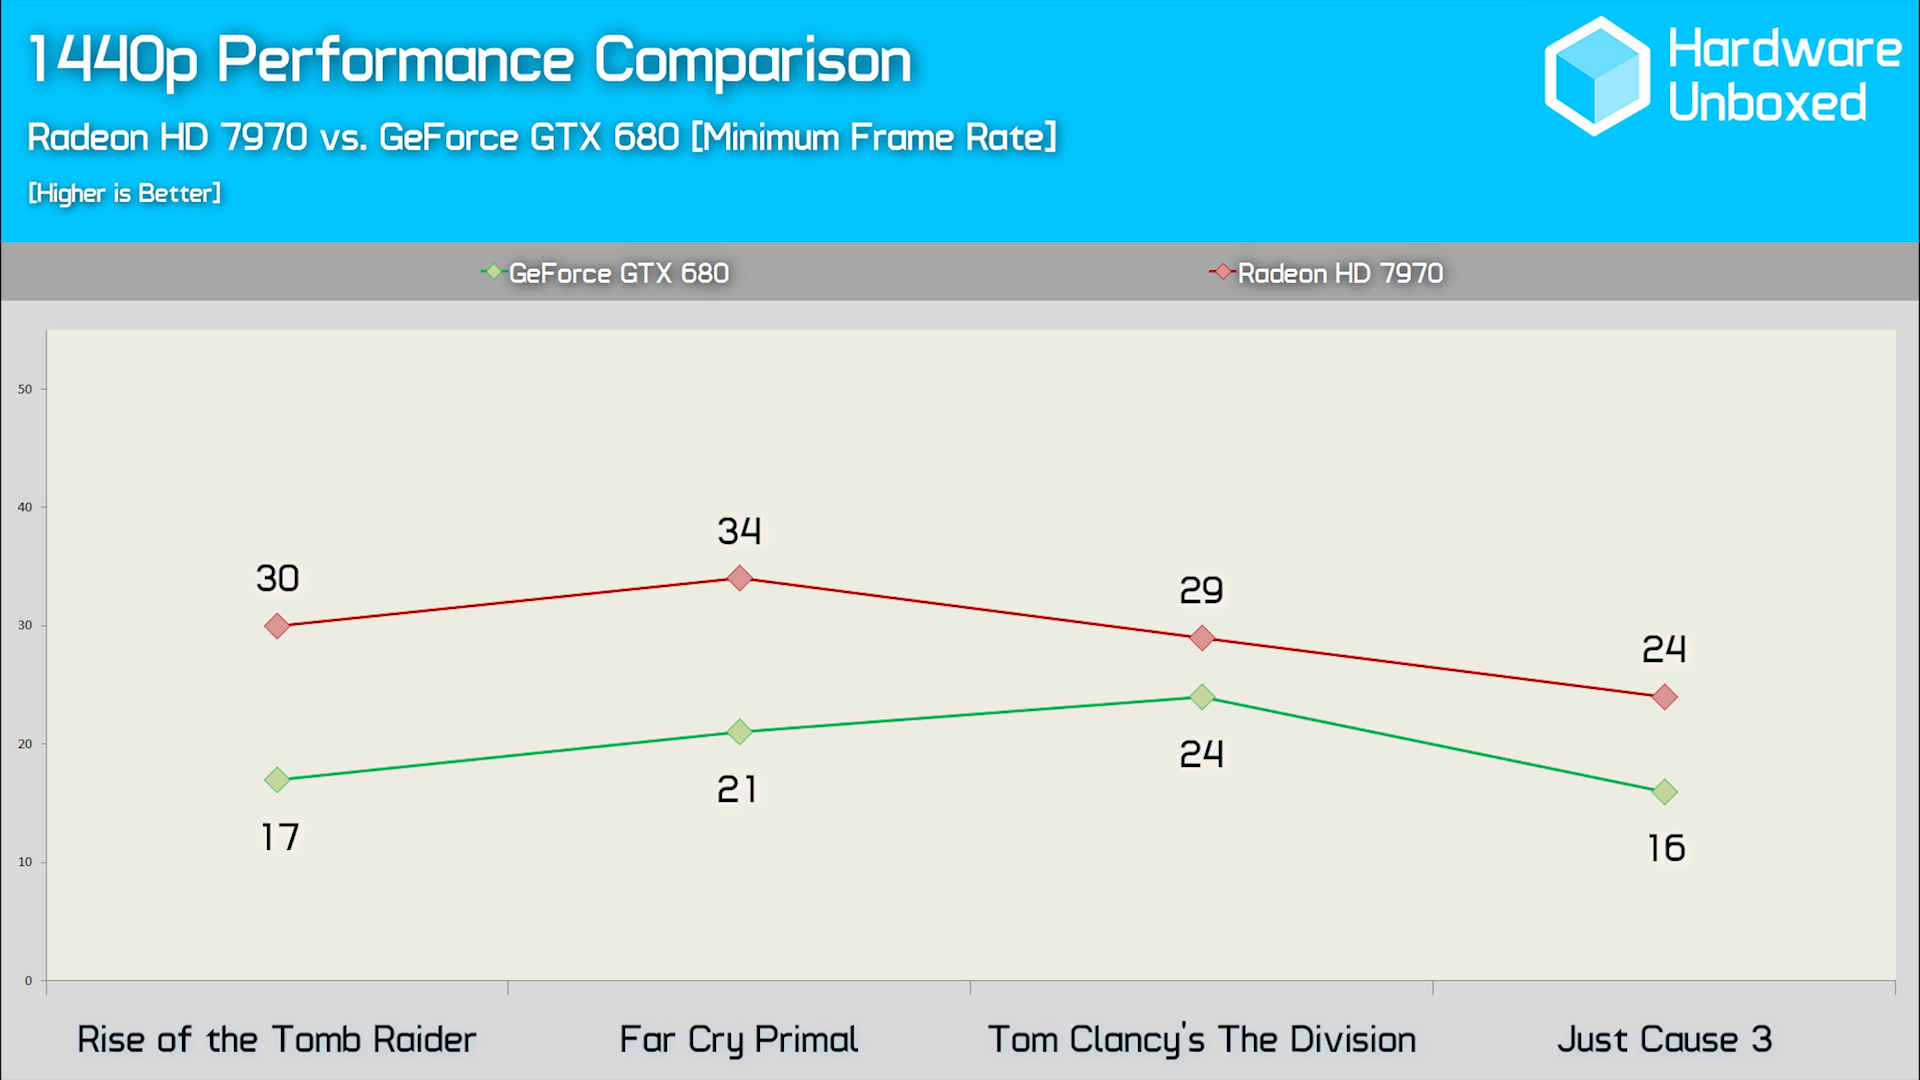 1440p Performance Comparison
Radeon HD 7970 vs. GeForce GTX 680 [Minimum Frame Rate]
[Higher is Better]
Hardware
Unboxed
GeForce GTX 680
Radeon HD 7970
50
40
30
20
10
0
30
34
29
24
17
21
24
16
Rise of the Tomb Raider
Far Cry Primal
Tom Clancy's The Division
Just Cause 3